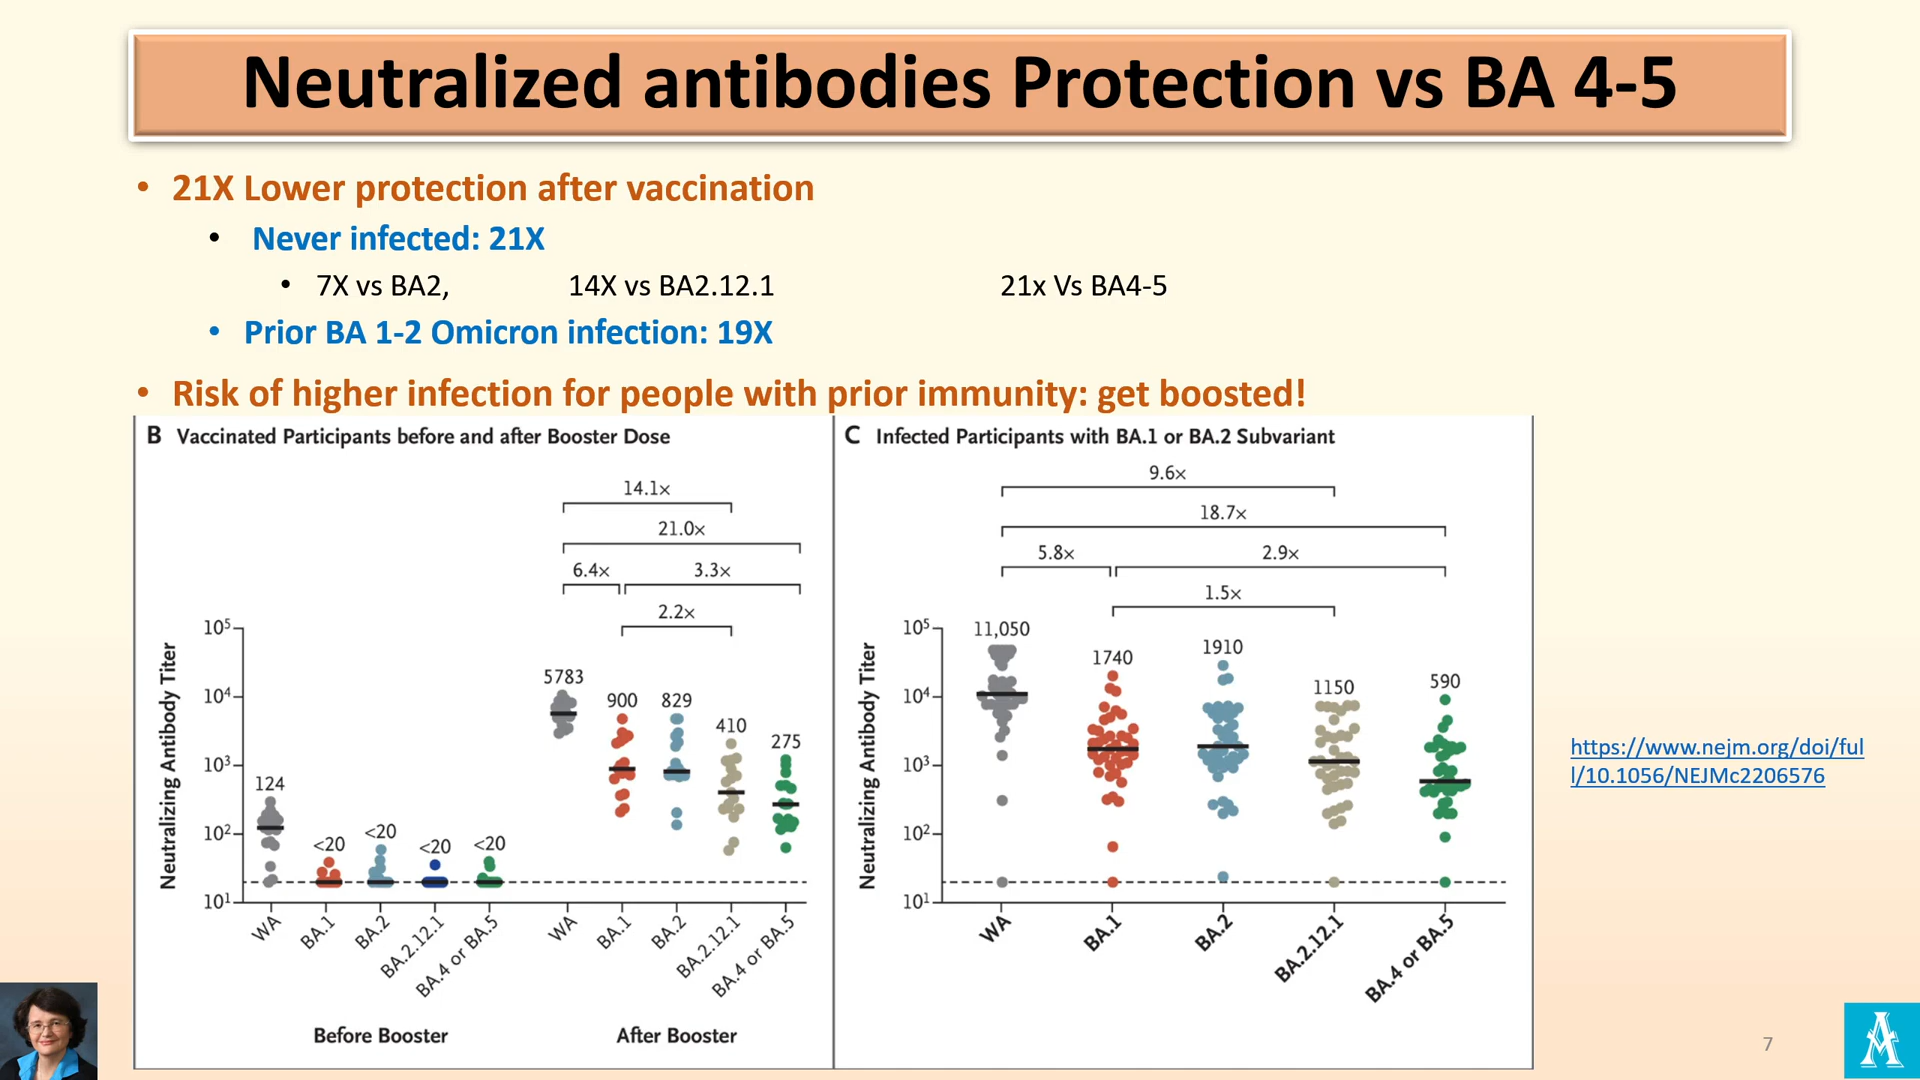 Neutralized antibodies Protection vs BA 4-5
• 21X Lower protection after vaccination
• Never infected: 21X
• 7X vs BA2, 14X vs BA2.12.1 21x Vs BA4-5
• Prior BA 1-2 Omicron infection: 19X
• Risk of higher infection for people with prior immunity: get boosted!
B Vaccinated Participants before and after Booster Dose
14.1×
21.0×
6.4× 3.3×
2.2×
Neutralizing Antibody Titer
10⁵
10⁴
10³
10²
10¹
124
<20
<20
<20
<20
5783
900
829
410
275
WA
BA.1
BA.2
BA.2.12.1
BA.4 or BA.5
WA
BA.1
BA.2
BA.2.12.1
BA.4 or BA.5
Before Booster
After Booster
C Infected Participants with BA.1 or BA.2 Subvariant
9.6×
18.7×
5.8× 2.9×
1.5×
Neutralizing Antibody Titer
10⁵
10⁴
10³
10²
10¹
11,050
1740
1910
1150
590
WA
BA.1
BA.2
BA.2.12.1
BA.4 or BA.5
https://www.nejm.org/doi/ful
l/10.1056/NEJMc2206576
7
A